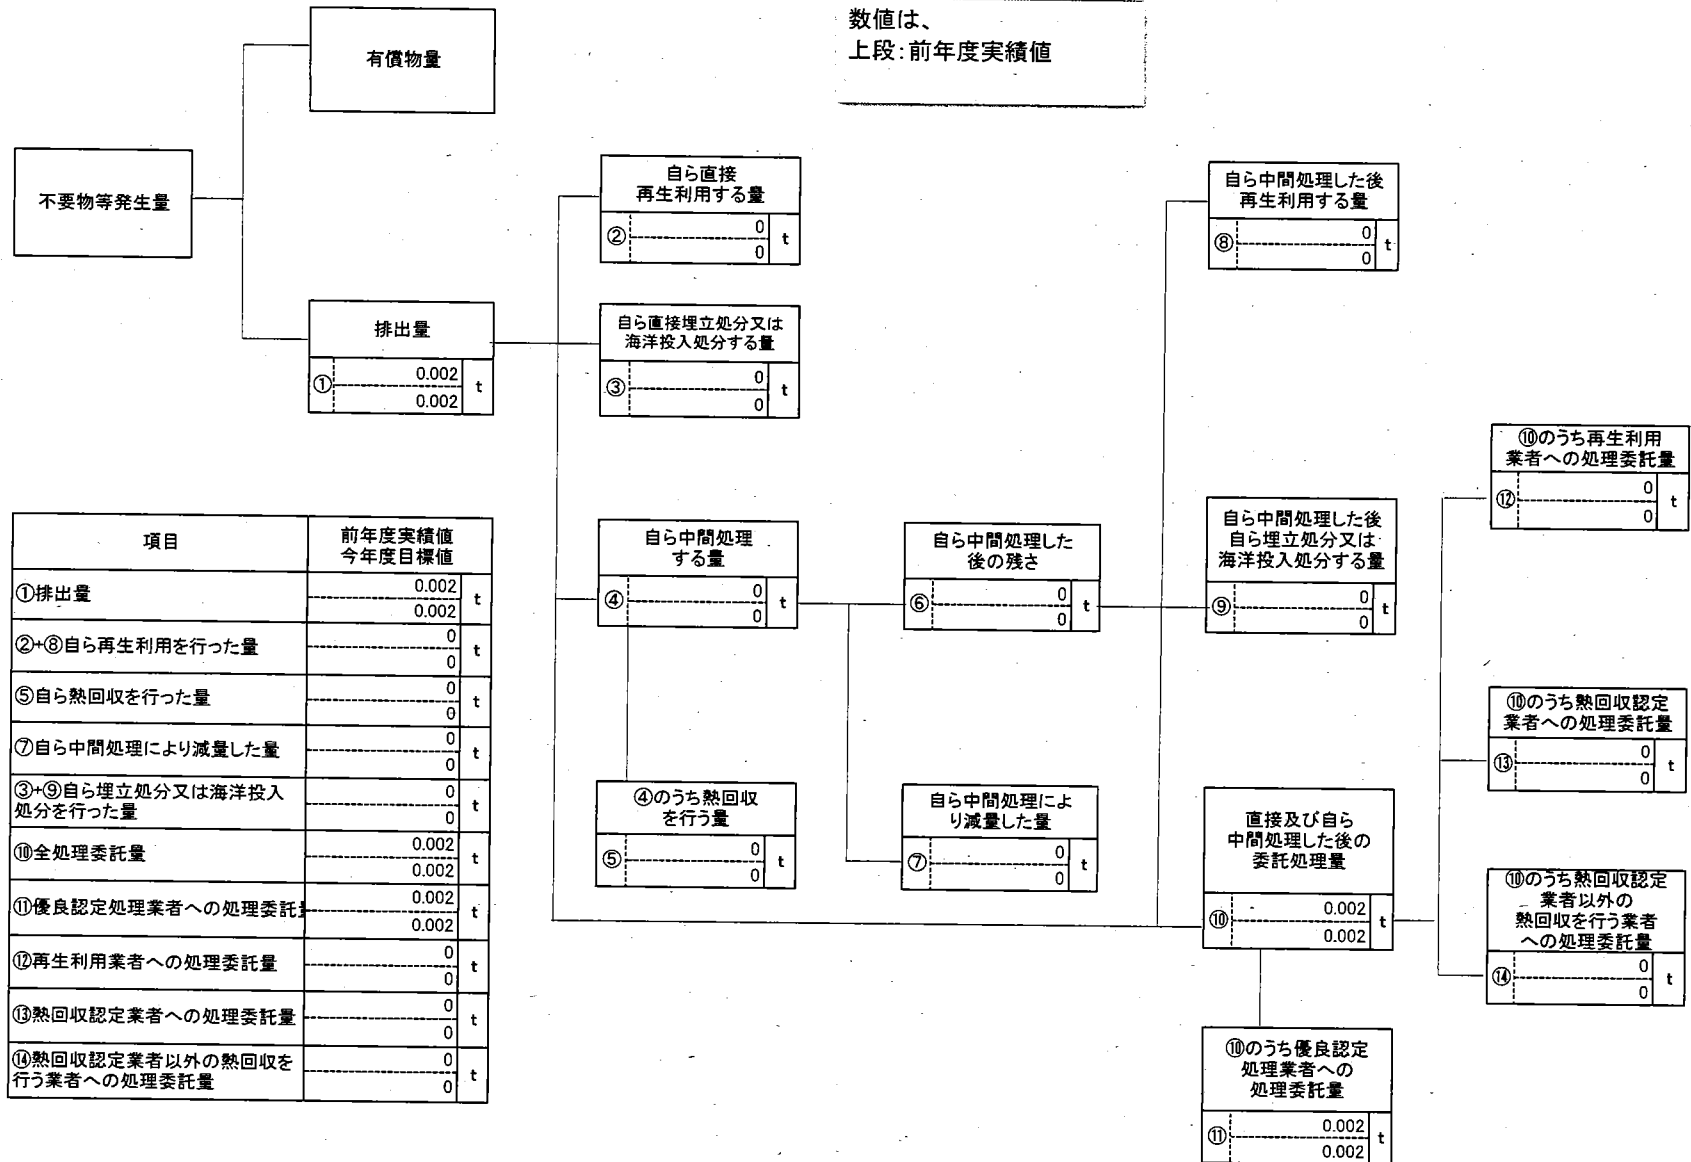 数値は、
上段:前年度実績値
有償物量
不要物等発生量
排出量
① 0.002 t
0.002
自ら直接
再生利用する量
② 0 t
0
自ら直接埋立処分又は
海洋投入処分する量
③ 0 t
0
自ら中間処理
する量
④ 0 t
0
④のうち熱回収
を行う量
⑤ 0 t
0
自ら中間処理した
後の残さ
⑥ 0 t
0
自ら中間処理によ
り減量した量
⑦ 0 t
0
自ら中間処理した後
再生利用する量
⑧ 0 t
0
自ら中間処理した後
自ら埋立処分又は
海洋投入処分する量
⑨ 0 t
0
直接及び自ら
中間処理した後の
委託処理量
⑩ 0.002 t
0.002
⑩のうち優良認定
処理業者への
処理委託量
⑪ 0.002 t
0.002
⑩のうち再生利用
業者への処理委託量
⑫ 0 t
0
⑩のうち熱回収認定
業者への処理委託量
⑬ 0 t
0
⑩のうち熱回収認定
業者以外の
熱回収を行う業者
への処理委託量
⑭ 0 t
0
項目 前年度実績値
今年度目標値
①排出量 0.002 t
0.002
②+⑧自ら再生利用を行った量 0 t
0
⑤自ら熱回収を行った量 0 t
0
⑦自ら中間処理により減量した量 0 t
0
③+⑨自ら埋立処分又は海洋投入
処分を行った量 0 t
0
⑩全処理委託量 0.002 t
0.002
⑪優良認定処理業者への処理委託 0.002 t
0.002
⑫再生利用業者への処理委託量 0 t
0
⑬熱回収認定業者への処理委託量 0 t
0
⑭熱回収認定業者以外の熱回収を
行う業者への処理委託量 0 t
0